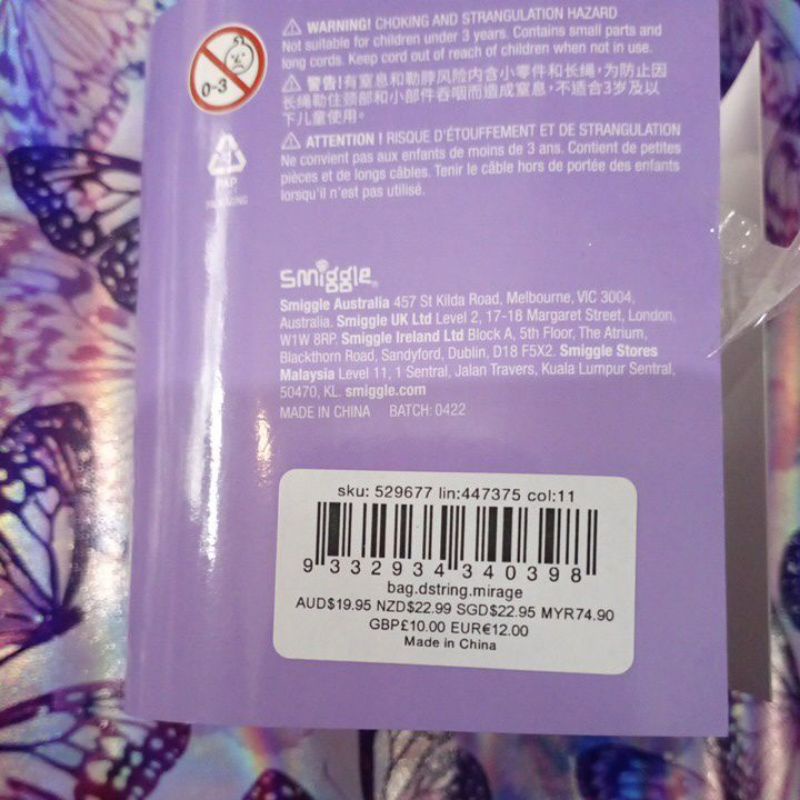 0-3
⚠ WARNING! CHOKING AND STRANGULATION HAZARD
Not suitable for children under 3 years. Contains small parts and
long cords. Keep cord out of reach of children when not in use.
⚠ 警告!有窒息和勒脖风险内含小零件和长绳,为防止因
长绳勒住颈部和小部件吞咽而造成窒息,不适合3岁及以
下儿童使用。
⚠ ATTENTION ! RISQUE D'ÉTOUFFEMENT ET DE STRANGULATION
Ne convient pas aux enfants de moins de 3 ans. Contient de petites
pièces et de longs câbles. Tenir le câble hors de portée des enfants
lorsqu'il n'est pas utilisé.
PAP
smiggle
Smiggle Australia 457 St Kilda Road, Melbourne, VIC 3004,
Australia. Smiggle UK Ltd Level 2, 17-18 Margaret Street, London,
W1W 8RP. Smiggle Ireland Ltd Block A, 5th Floor, The Atrium,
Blackthorn Road, Sandyford, Dublin, D18 F5X2. Smiggle Stores
Malaysia Level 11, 1 Sentral, Jalan Travers, Kuala Lumpur Sentral,
50470, KL. smiggle.com
MADE IN CHINA BATCH: 0422
sku: 529677 lin:447375 col:11
9 332934 340398
bag.dstring.mirage
AUD$19.95 NZD$22.99 SGD$22.95 MYR74.90
GBP£10.00 EUR€12.00
Made in China